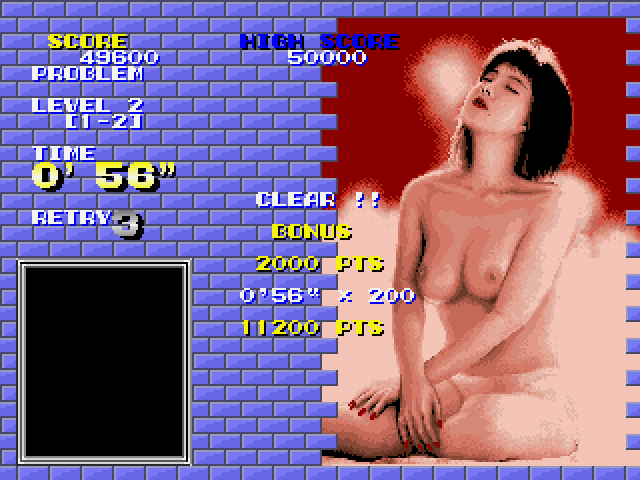 SCORE
49600
HIGH SCORE
50000
PROBLEM
LEVEL 2
[1-2]
TIME
0' 56"
RETRY 3
CLEAR !!
BONUS
2000 PTS
0'56" x 200
11200 PTS